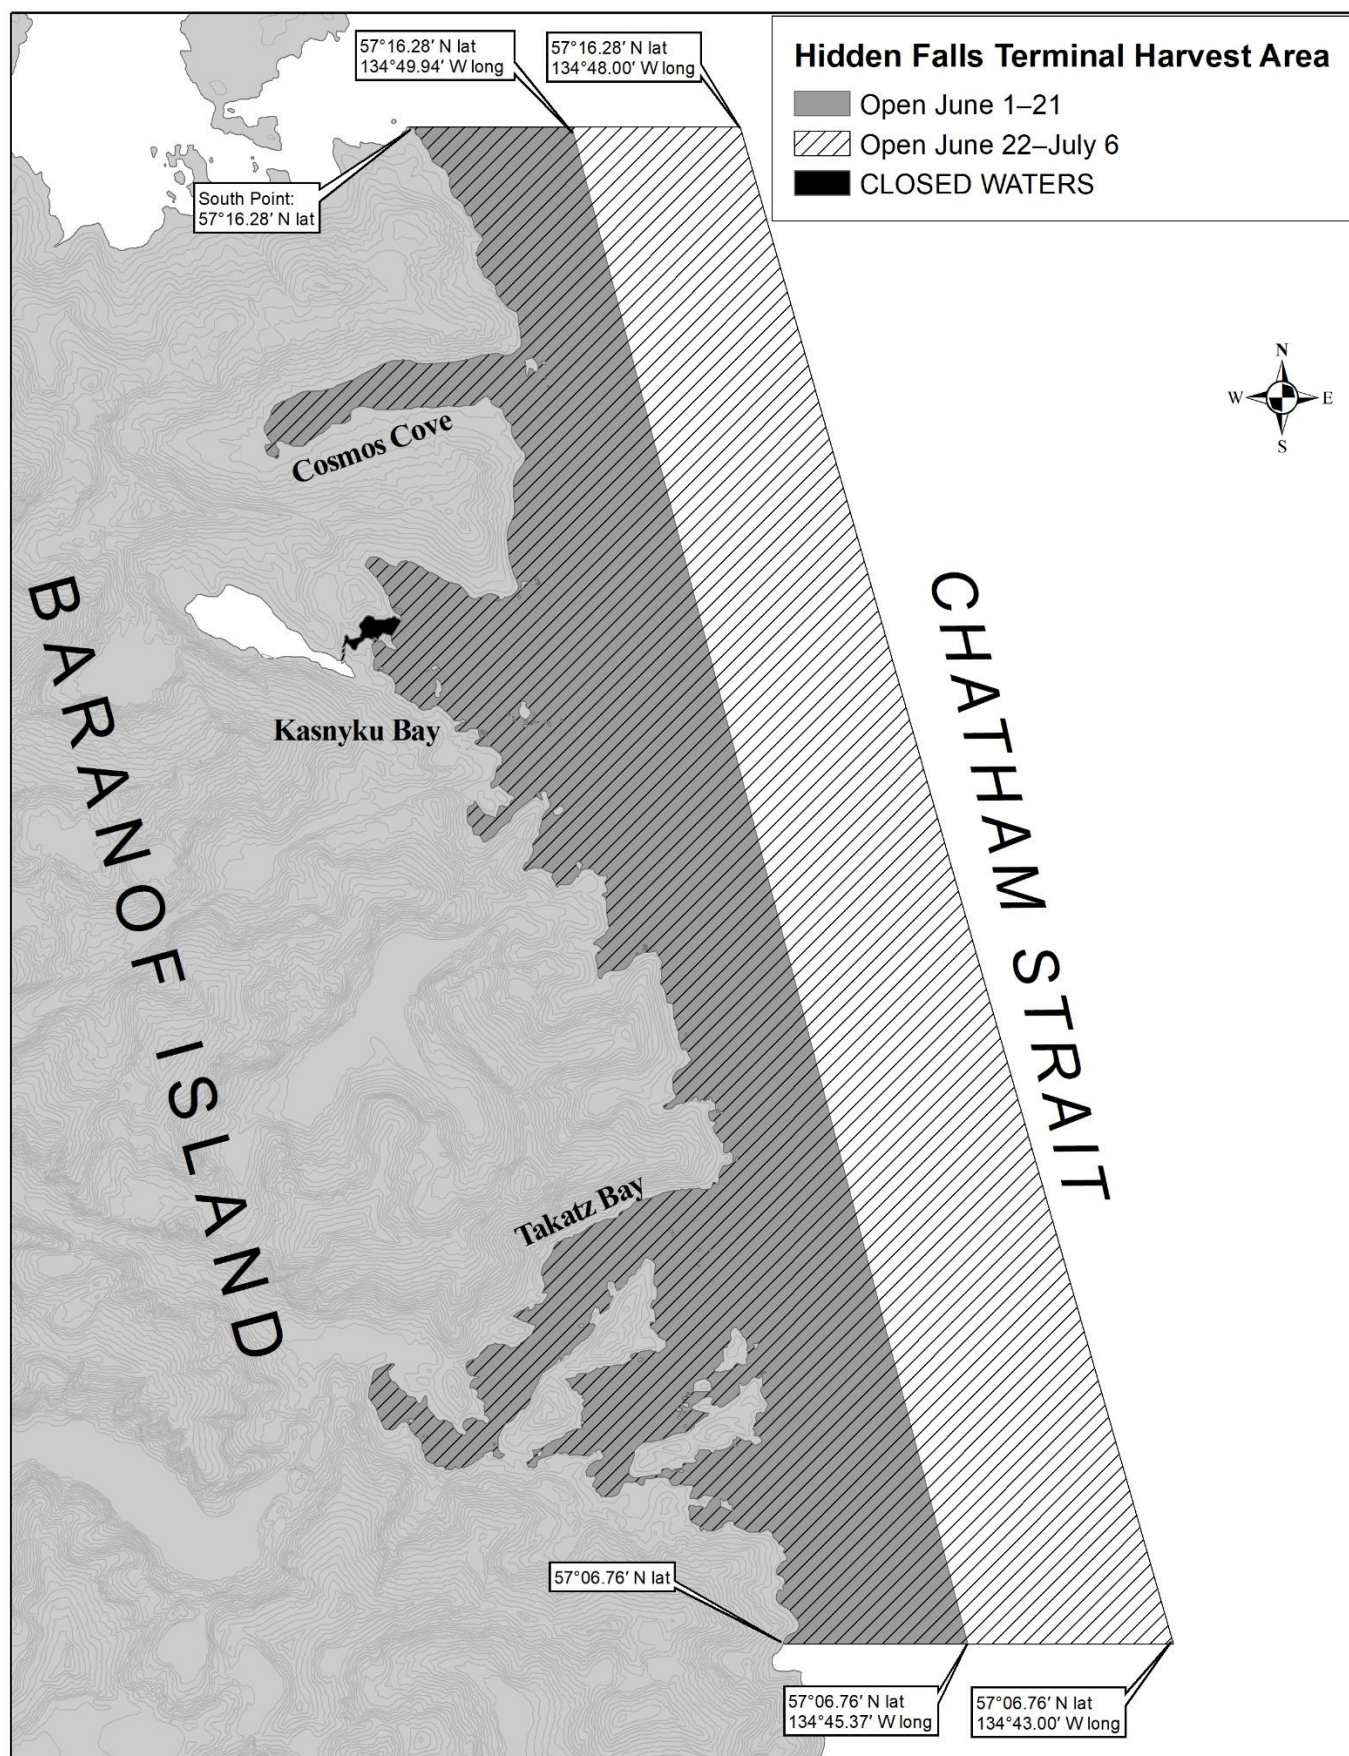 57°16.28′ N lat
134°49.94′ W long
57°16.28′ N lat
134°48.00′ W long
Hidden Falls Terminal Harvest Area
Open June 1–21
Open June 22–July 6
CLOSED WATERS
South Point:
57°16.28′ N lat
N
W
E
S
Cosmos Cove
BARANOF ISLAND
CHATHAM STRAIT
Kasnyku Bay
Takatz Bay
57°06.76′ N lat
57°06.76′ N lat
134°45.37′ W long
57°06.76′ N lat
134°43.00′ W long